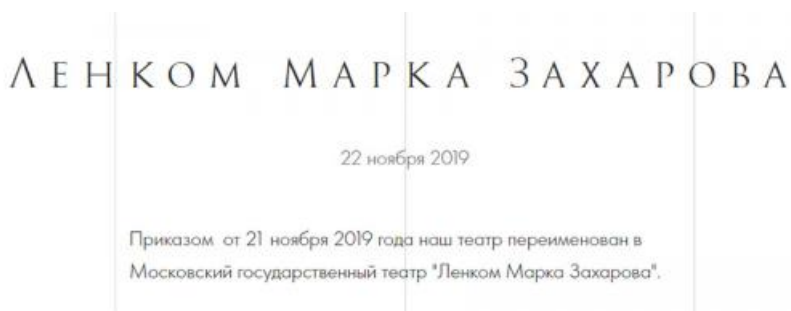 Ленком Марка Захарова
22 ноября 2019
Приказом от 21 ноября 2019 года наш театр переименован в
Московский государственный театр "Ленком Марка Захарова".